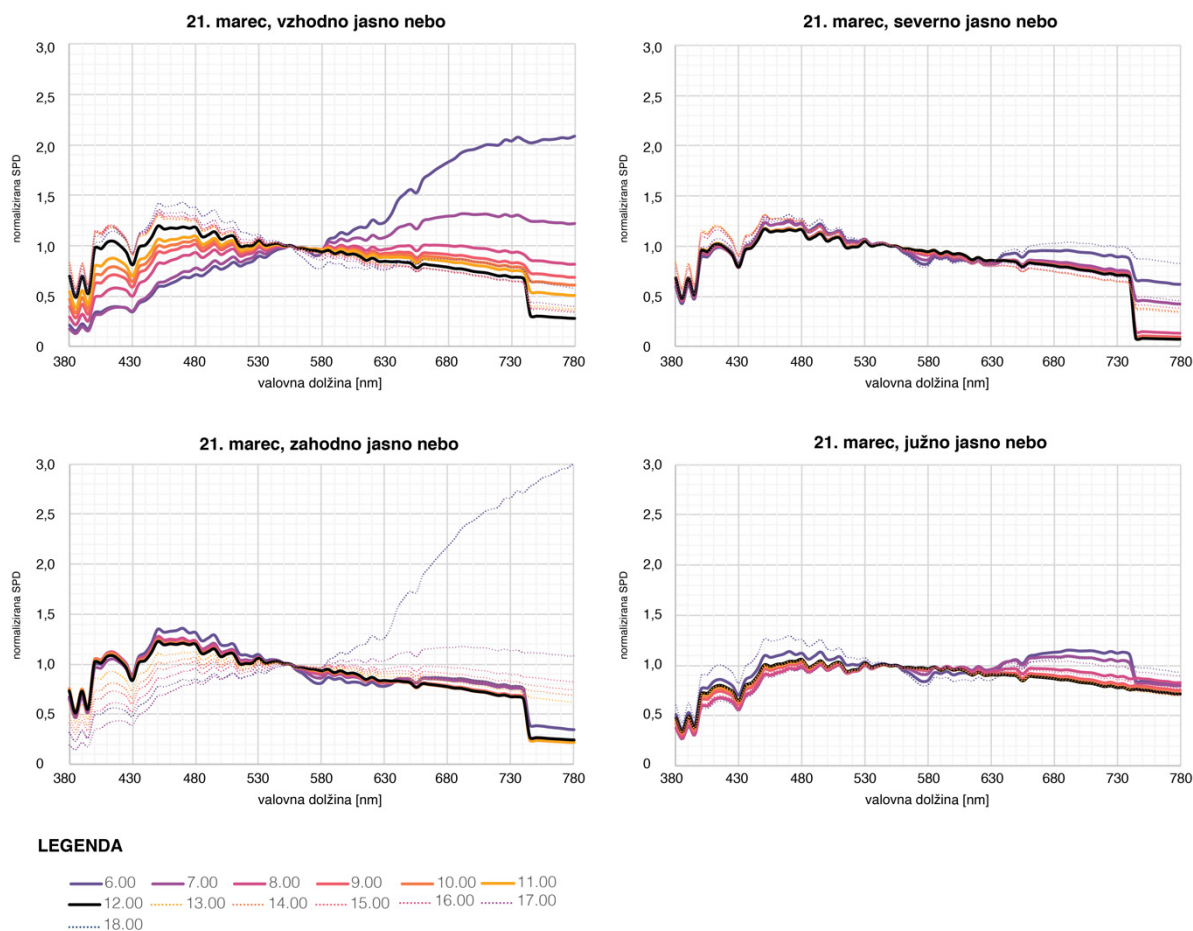 21. marec, vzhodno jasno nebo
normalizirana SPD
3,0
2,5
2,0
1,5
1,0
0,5
0
380 430 480 530 580 630 680 730 780
valovna dolžina [nm]
21. marec, severno jasno nebo
normalizirana SPD
3,0
2,5
2,0
1,5
1,0
0,5
0
380 430 480 530 580 630 680 730 780
valovna dolžina [nm]
21. marec, zahodno jasno nebo
normalizirana SPD
3,0
2,5
2,0
1,5
1,0
0,5
0
380 430 480 530 580 630 680 730 780
valovna dolžina [nm]
21. marec, južno jasno nebo
normalizirana SPD
3,0
2,5
2,0
1,5
1,0
0,5
0
380 430 480 530 580 630 680 730 780
valovna dolžina [nm]
LEGENDA
6.00 7.00 8.00 9.00 10.00 11.00
12.00 13.00 14.00 15.00 16.00 17.00
18.00